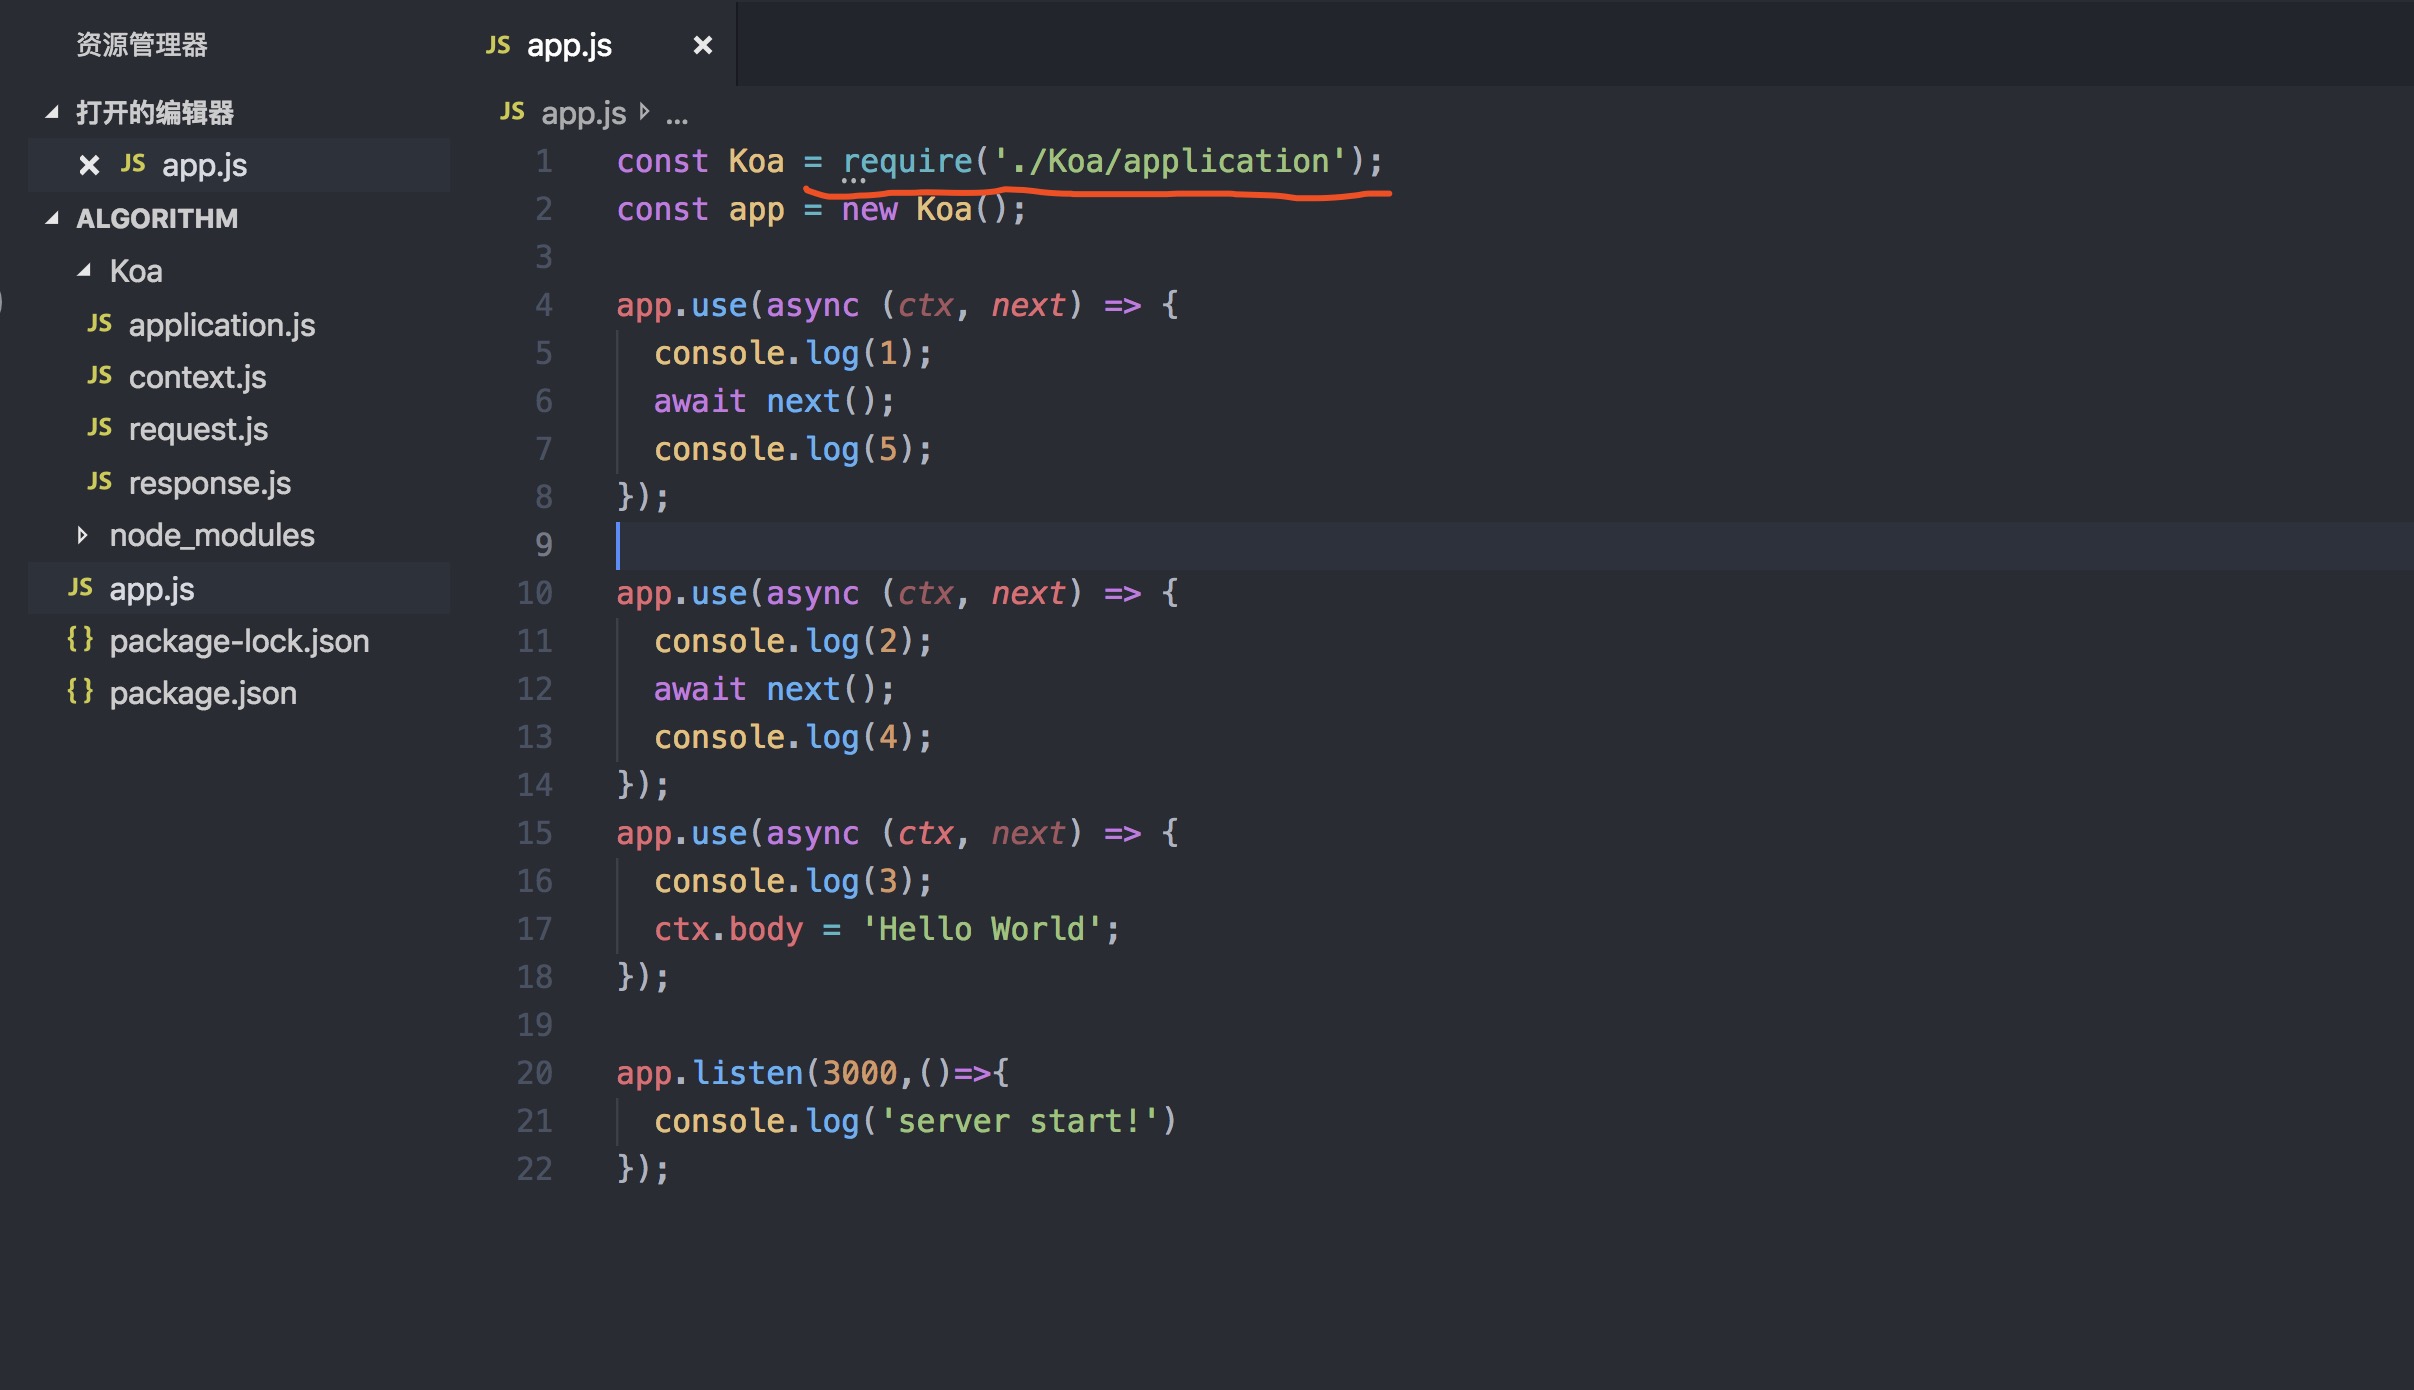 资源管理器
打开的编辑器
JS app.js
ALGORITHM
Koa
JS application.js
JS context.js
JS request.js
JS response.js
node_modules
JS app.js
{} package-lock.json
{} package.json
JS app.js
JS app.js ...
1 const Koa = require('./Koa/application');
2 const app = new Koa();
3
4 app.use(async (ctx, next) => {
5 console.log(1);
6 await next();
7 console.log(5);
8 });
9
10 app.use(async (ctx, next) => {
11 console.log(2);
12 await next();
13 console.log(4);
14 });
15 app.use(async (ctx, next) => {
16 console.log(3);
17 ctx.body = 'Hello World';
18 });
19
20 app.listen(3000,()=>{
21 console.log('server start!')
22 });